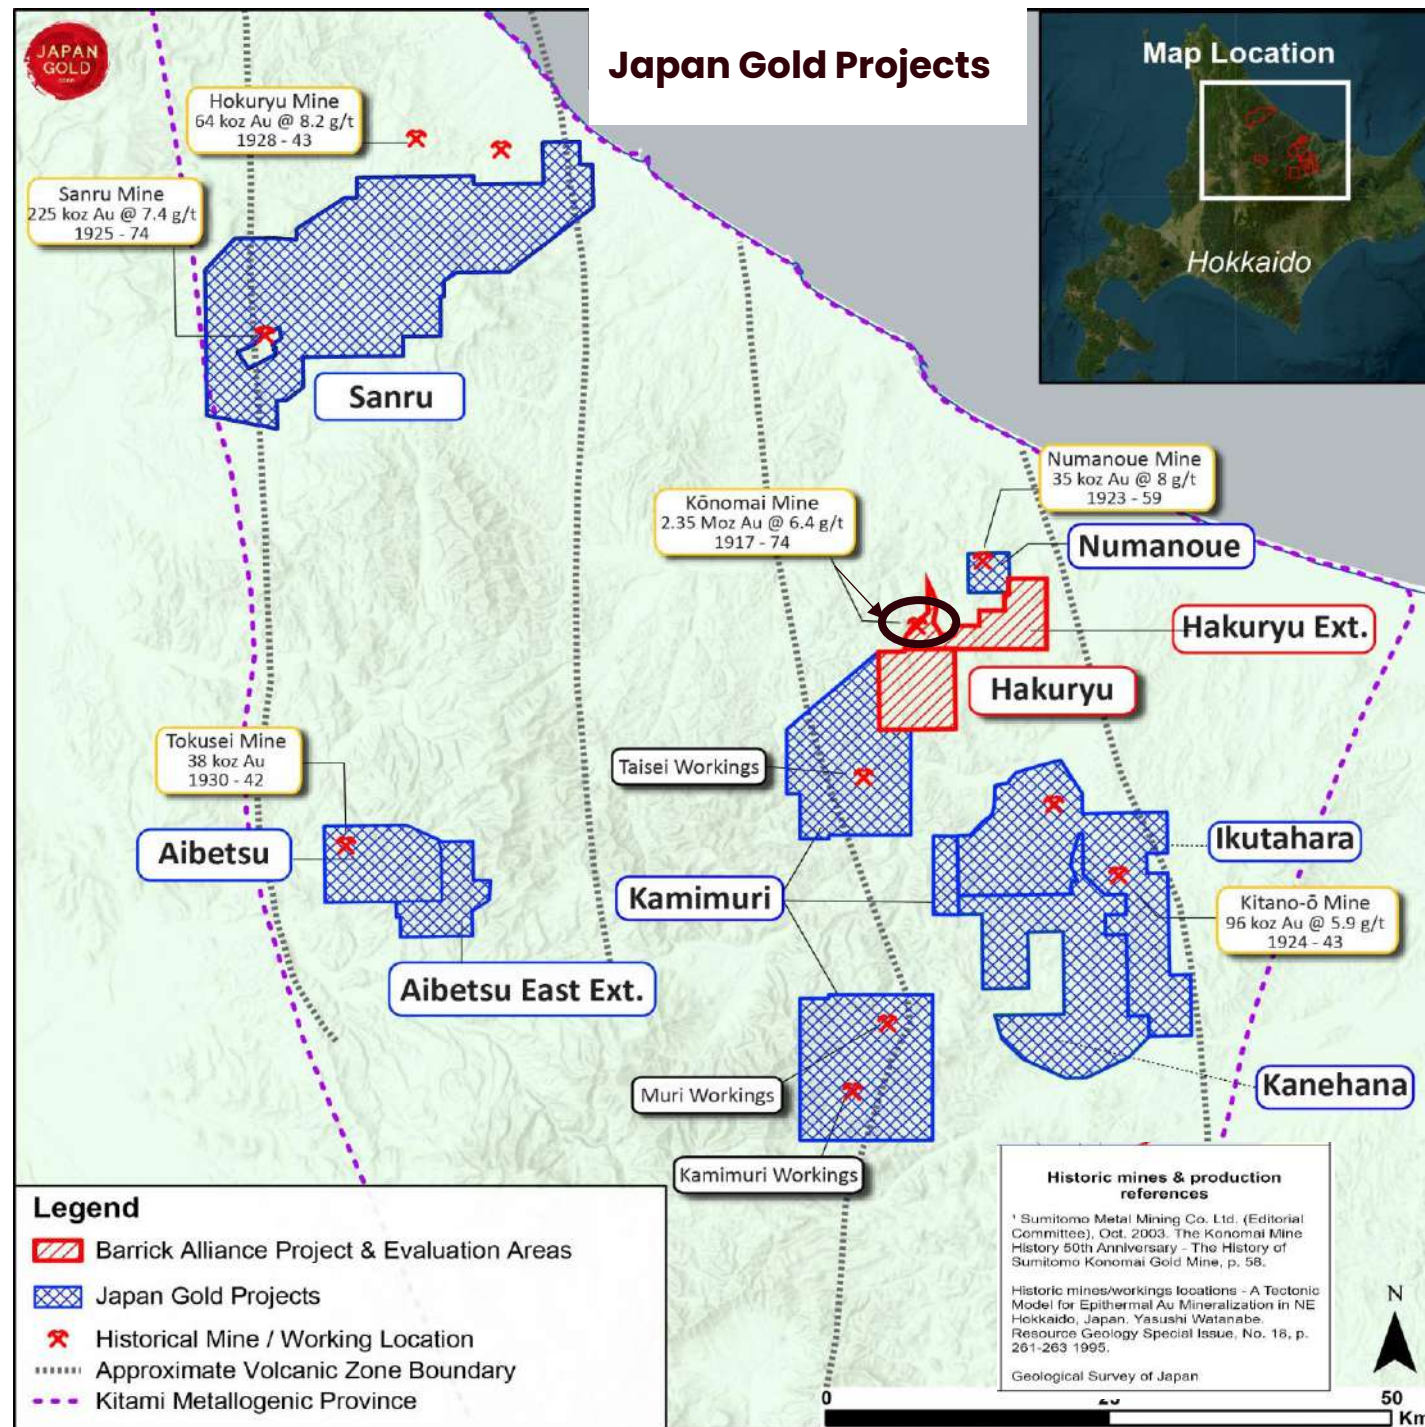 JAPAN
GOLD
CORP
Japan Gold Projects
Map Location
Hokkaido
Hokuryu Mine
64 koz Au @ 8.2 g/t
1928 - 43
Sanru Mine
225 koz Au @ 7.4 g/t
1925 - 74
Sanru
Numanoue Mine
35 koz Au @ 8 g/t
1923 - 59
Kōnomai Mine
2.35 Moz Au @ 6.4 g/t
1917 - 74
Numanoue
Hakuryu Ext.
Hakuryu
Tokusei Mine
38 koz Au
1930 - 42
Taisei Workings
Aibetsu
Ikutahara
Kamimuri
Kitano-ō Mine
96 koz Au @ 5.9 g/t
1924 - 43
Aibetsu East Ext.
Muri Workings
Kanehana
Kamimuri Workings
Legend
Barrick Alliance Project & Evaluation Areas
Japan Gold Projects
Historical Mine / Working Location
Approximate Volcanic Zone Boundary
Kitami Metallogenic Province
Historic mines & production
references
¹ Sumitomo Metal Mining Co. Ltd. (Editorial
Committee), Oct. 2003. The Konomai Mine
History 50th Anniversary - The History of
Sumitomo Konomai Gold Mine, p. 58.
Historic mines/workings locations - A Tectonic
Model for Epithermal Au Mineralization in NE
Hokkaido, Japan. Yasushi Watanabe.
Resource Geology Special Issue, No. 18, p.
261-263 1995.
Geological Survey of Japan
N
0 25 50
Km